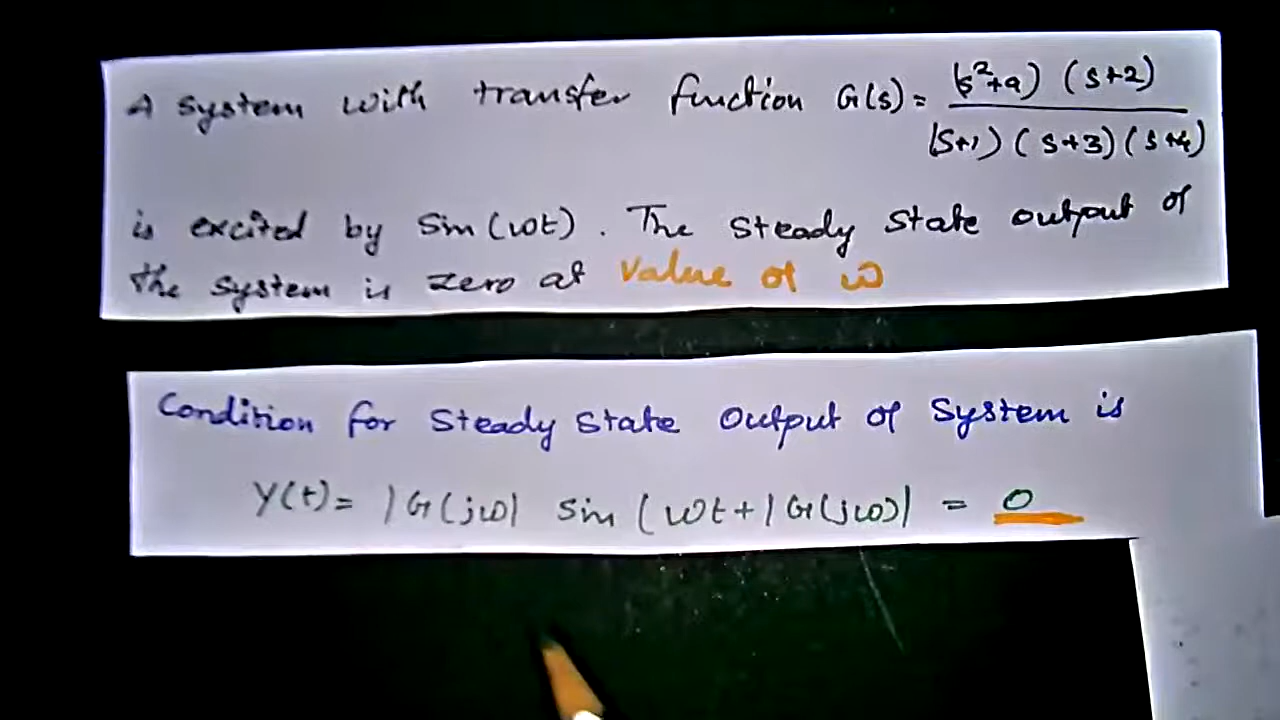 A System with transfer function G(s) = (s²+9) (s+2) / (s+1) (s+3) (s+4)
is excited by Sin(ωt). The Steady State output of
the system is zero at Value of ω
Condition for Steady State Output of System is
Y(t) = |G(jω)| Sin (ωt + |G(jω)| = 0